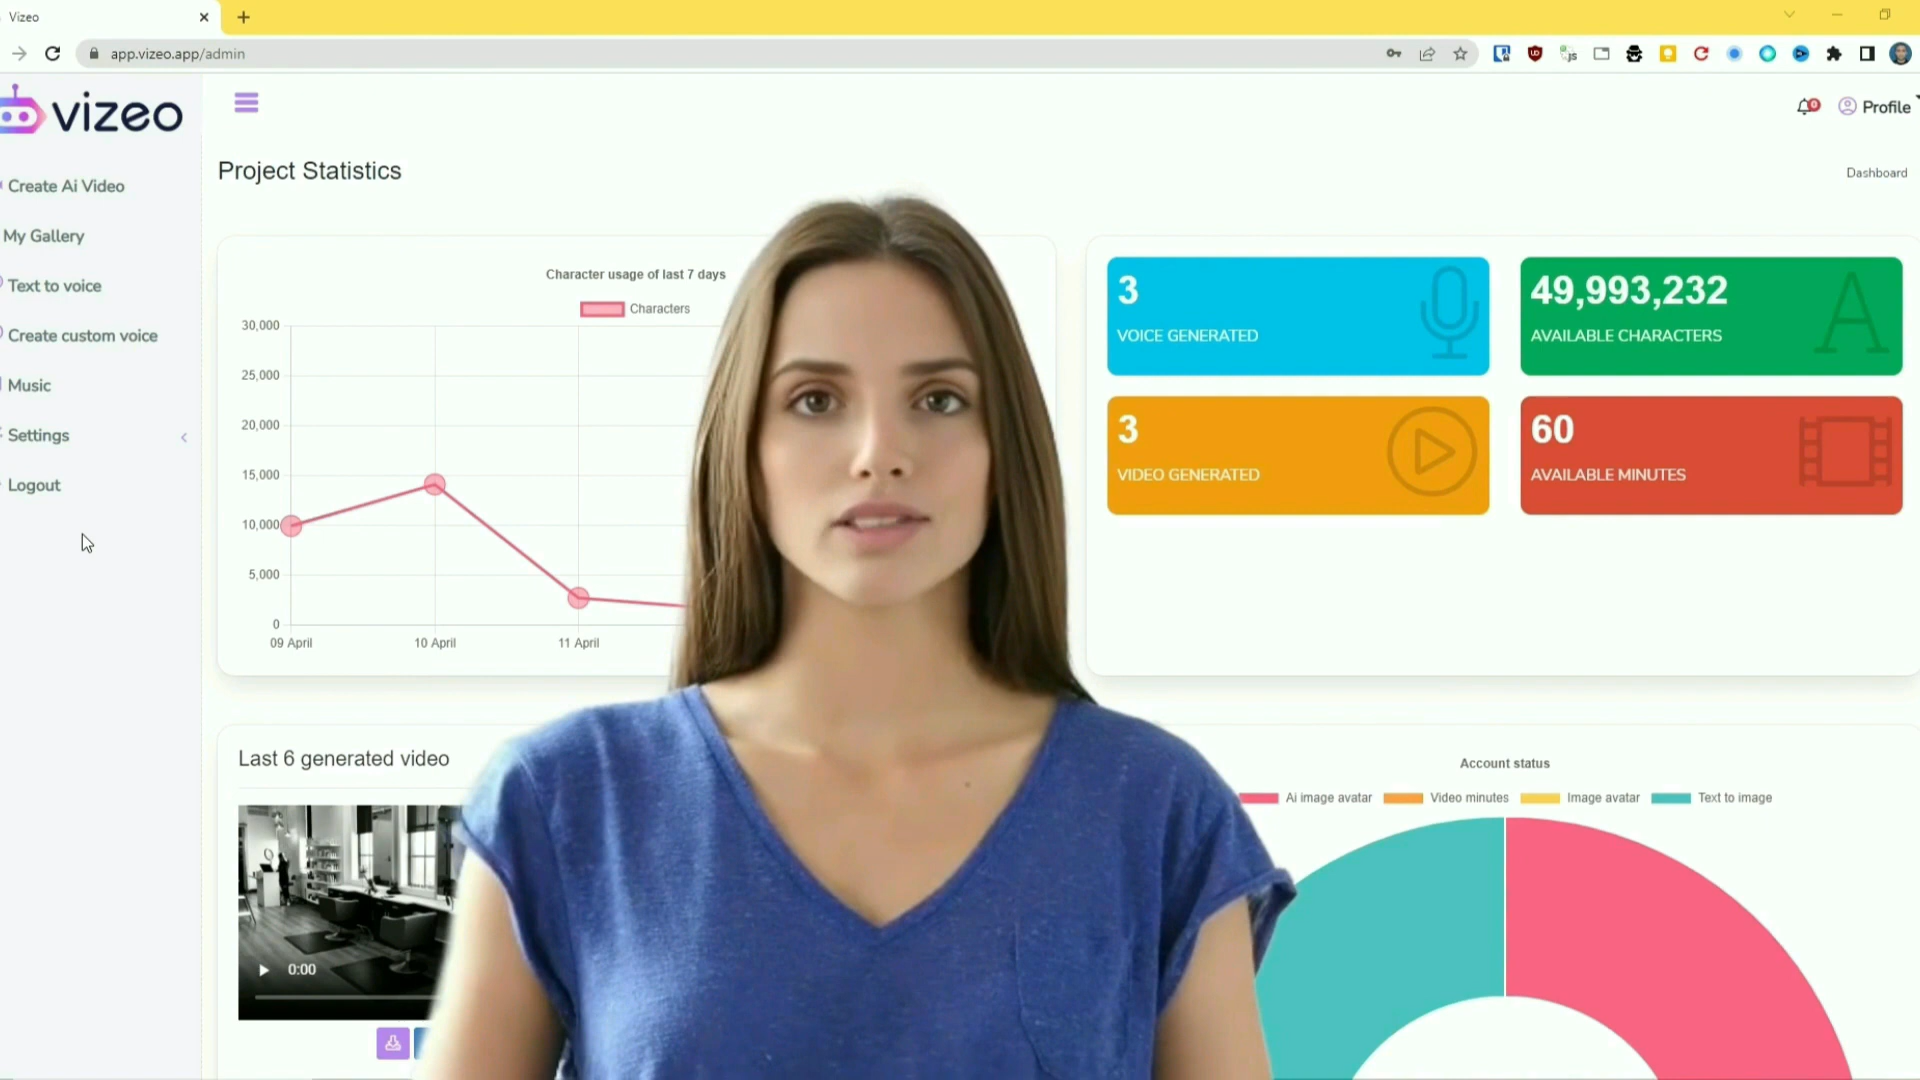 Vizeo
app.vizeo.app/admin
vizeo
0
Profile
Project Statistics
Dashboard
Create Ai Video
My Gallery
Text to voice
Create custom voice
Music
Settings
Logout
Character usage of last 7 days
Characters
30,000
25,000
20,000
15,000
10,000
5,000
0
09 April
10 April
11 April
3
VOICE GENERATED
49,993,232
AVAILABLE CHARACTERS
3
VIDEO GENERATED
60
AVAILABLE MINUTES
Last 6 generated video
0:00
Account status
Ai image avatar
Video minutes
Image avatar
Text to image